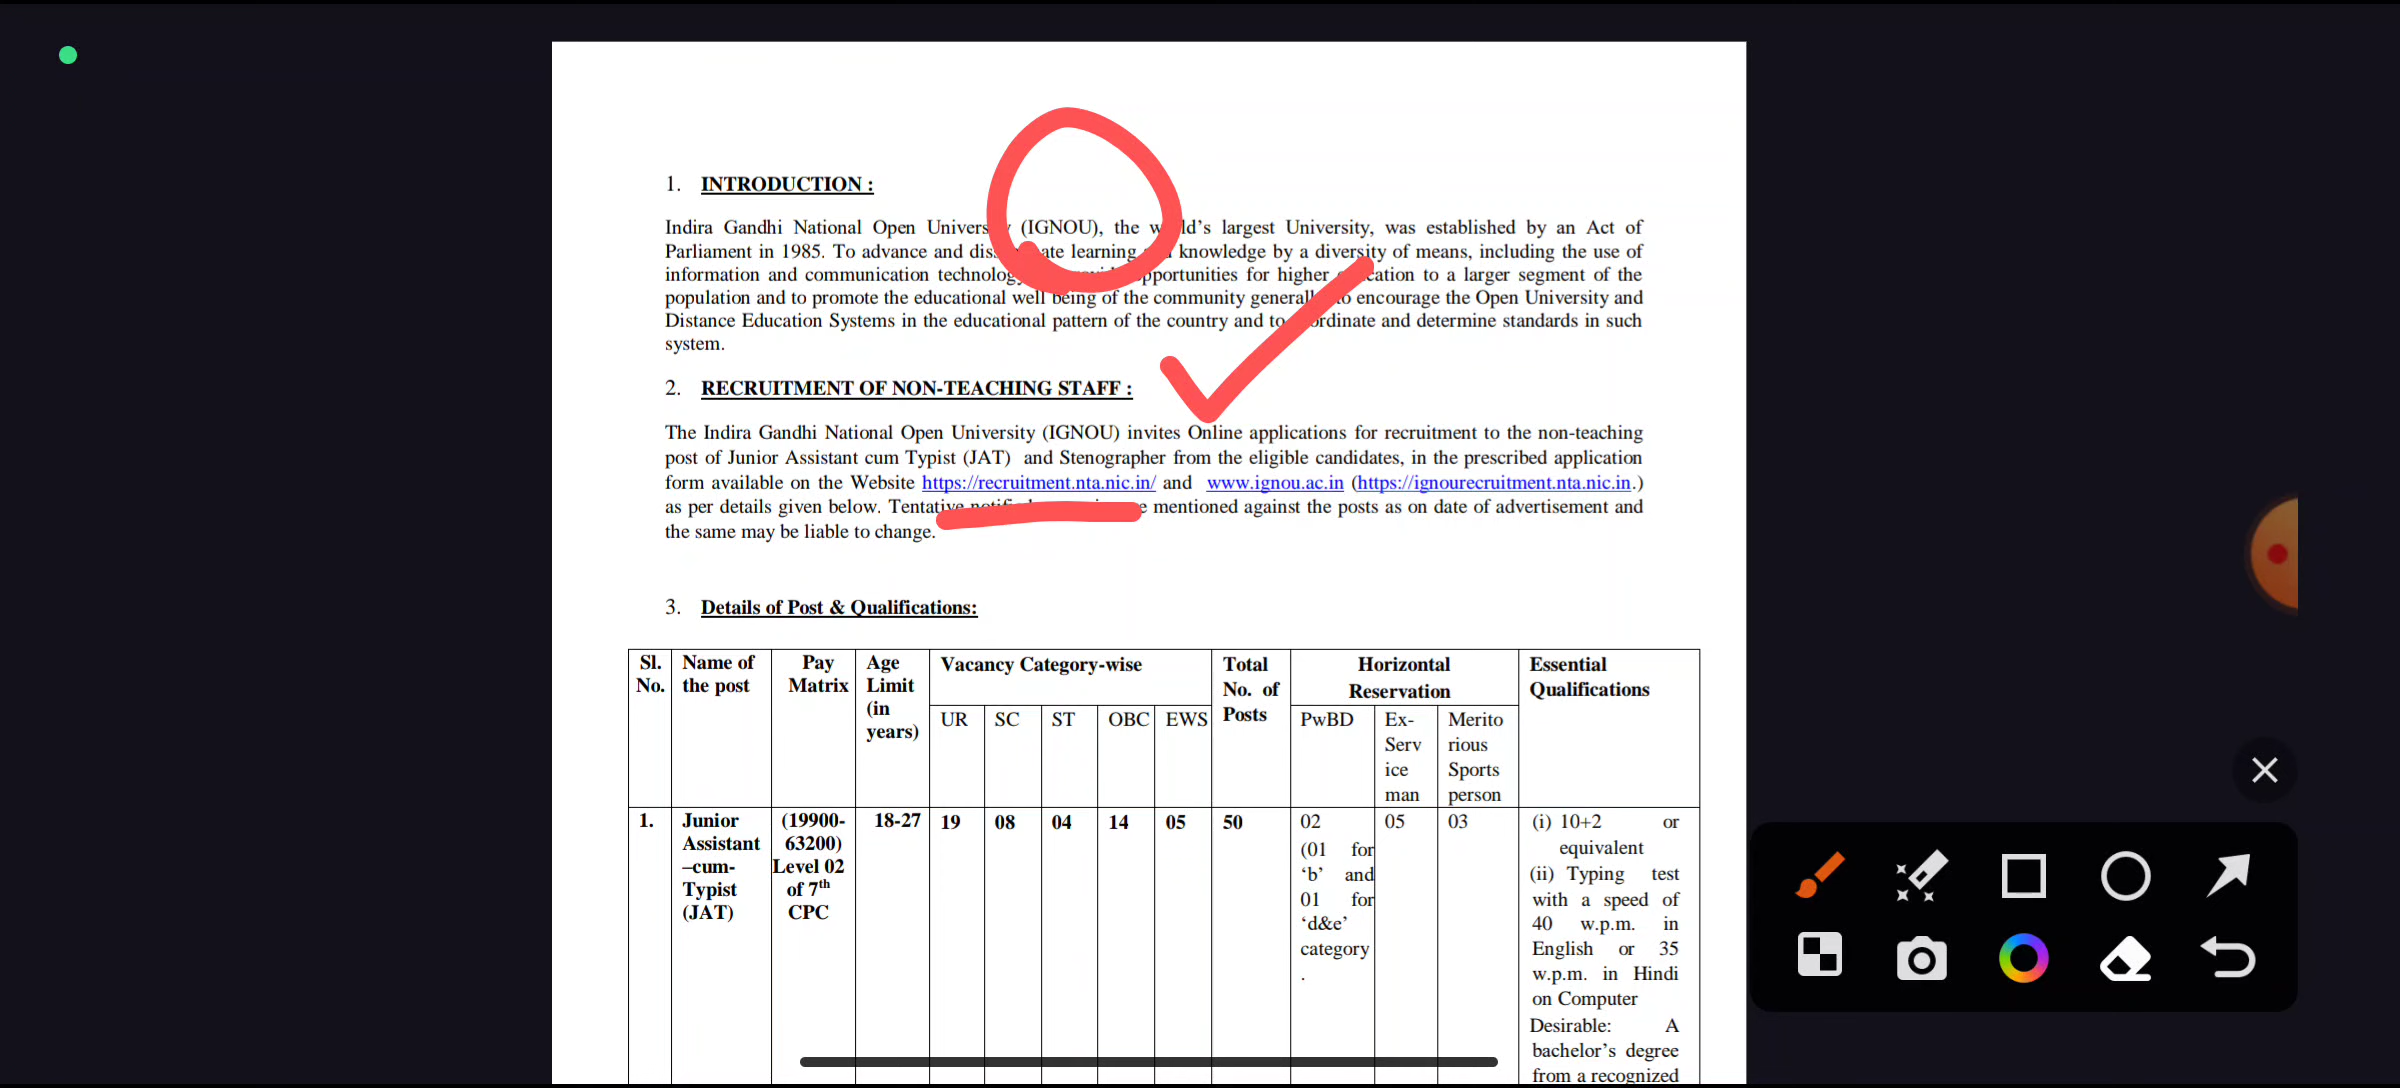 1. INTRODUCTION :
Indira Gandhi National Open (IGNOU), the largest University, was established by an Act of
Parliament in 1985. To advance and learning knowledge by a diversity of means, including the use of
information and communication for higher to a larger segment of the
population and to promote the educational well being of the community encourage the Open University and
Distance Education Systems in the educational pattern of the country and to and determine standards in such
system.
2. RECRUITMENT OF NON-TEACHING STAFF :
The Indira Gandhi National Open University (IGNOU) invites Online applications for recruitment to the non-teaching
post of Junior Assistant cum Typist (JAT) and Stenographer from the eligible candidates, in the prescribed application
form available on the Website https://recruitment.nta.nic.in/ and www.ignou.ac.in (https://ignourecruitment.nta.nic.in.)
as per details given below. Tentative mentioned against the posts as on date of advertisement and
the same may be liable to change.
3. Details of Post & Qualifications:
Sl. No.
Name of the post
Pay Matrix
Age Limit (in years)
Vacancy Category-wise
Total No. of Posts
Horizontal Reservation
Essential Qualifications
UR SC ST OBC EWS
PwBD
Ex-
Serv
ice
man
Merito
rious
Sports
person
1.
Junior
Assistant
–cum-
Typist
(JAT)
(19900-
63200)
Level 02
of 7th
CPC
18-27
19 08 04 14 05 50
02
(01 for
‘b’ and
01 for
‘d&e’
category
.
05
03
(i) 10+2 or
equivalent
(ii) Typing test
with a speed of
40 w.p.m. in
English or 35
w.p.m. in Hindi
on Computer
Desirable: A
bachelor’s degree
from a recognized